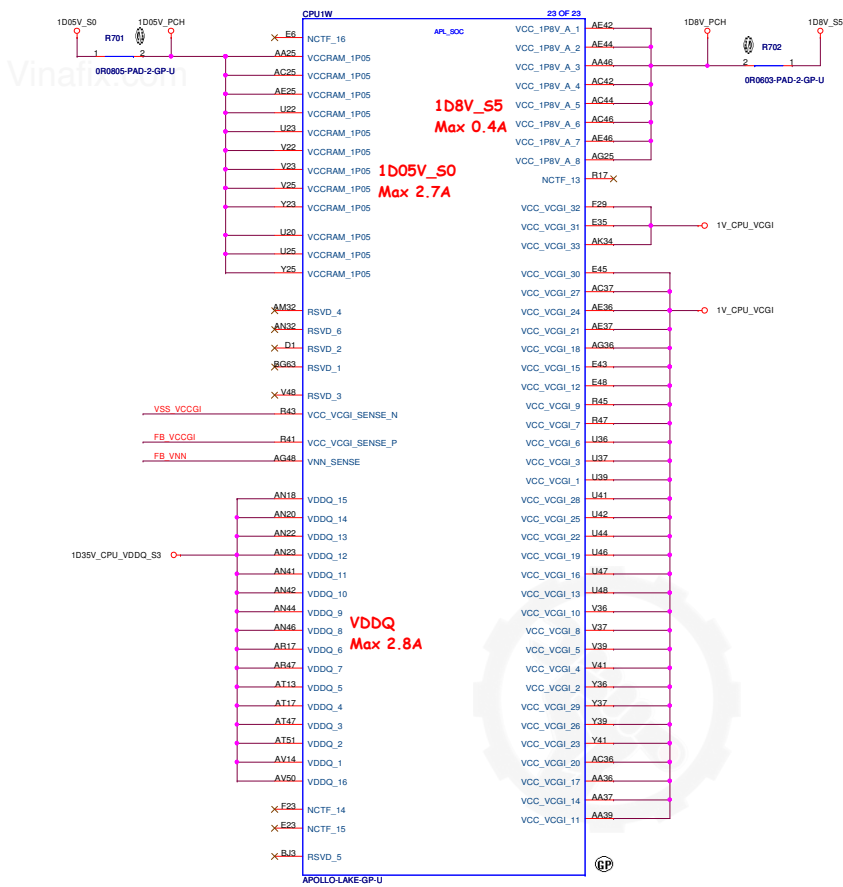 CPU1W 23 OF 23
1D05V_S0 1D05V_PCH
R701
1 2
0R0805-PAD-2-GP-U
Vinafix.com
APL_SOC
1D8V_PCH 1D8V_S5
R702
2 1
0R0603-PAD-2-GP-U
1D8V_S5
Max 0.4A
1D05V_S0
Max 2.7A
E6 NCTF_16
AA25 VCCRAM_1P05
AC25 VCCRAM_1P05
AE25 VCCRAM_1P05
U22 VCCRAM_1P05
U23 VCCRAM_1P05
V22 VCCRAM_1P05
V23 VCCRAM_1P05
V25 VCCRAM_1P05
Y23 VCCRAM_1P05
U20 VCCRAM_1P05
U25 VCCRAM_1P05
Y25 VCCRAM_1P05
AM32 RSVD_4
AN32 RSVD_6
D1 RSVD_2
BG63 RSVD_1
V48 RSVD_3
VSS_VCCGI R43 VCC_VCGI_SENSE_N
FB_VCCGI R41 VCC_VCGI_SENSE_P
FB_VNN AG48 VNN_SENSE
AN18 VDDQ_15
AN20 VDDQ_14
AN22 VDDQ_13
1D35V_CPU_VDDQ_S3 AN23 VDDQ_12
AN41 VDDQ_11
AN42 VDDQ_10
AN44 VDDQ_9
AN46 VDDQ_8
AR17 VDDQ_6
AR47 VDDQ_7
AT13 VDDQ_5
AT17 VDDQ_4
AT47 VDDQ_3
AT51 VDDQ_2
AV14 VDDQ_1
AV50 VDDQ_16
VDDQ
Max 2.8A
F23 NCTF_14
E23 NCTF_15
BJ3 RSVD_5
VCC_1P8V_A_1 AE42
VCC_1P8V_A_2 AE44
VCC_1P8V_A_3 AA46
VCC_1P8V_A_4 AC42
VCC_1P8V_A_5 AC44
VCC_1P8V_A_6 AC46
VCC_1P8V_A_7 AE46
VCC_1P8V_A_8 AG25
NCTF_13 R17
VCC_VCGI_32 F29
VCC_VCGI_31 E35 1V_CPU_VCGI
VCC_VCGI_33 AK34
VCC_VCGI_30 E45
VCC_VCGI_27 AC37
VCC_VCGI_24 AE36 1V_CPU_VCGI
VCC_VCGI_21 AE37
VCC_VCGI_18 AG36
VCC_VCGI_15 E43
VCC_VCGI_12 E48
VCC_VCGI_9 R45
VCC_VCGI_7 R47
VCC_VCGI_6 U36
VCC_VCGI_3 U37
VCC_VCGI_1 U39
VCC_VCGI_28 U41
VCC_VCGI_25 U42
VCC_VCGI_22 U44
VCC_VCGI_19 U46
VCC_VCGI_16 U47
VCC_VCGI_13 U48
VCC_VCGI_10 V36
VCC_VCGI_8 V37
VCC_VCGI_5 V39
VCC_VCGI_4 V41
VCC_VCGI_2 Y36
VCC_VCGI_29 Y37
VCC_VCGI_26 Y39
VCC_VCGI_23 Y41
VCC_VCGI_20 AC36
VCC_VCGI_17 AA36
VCC_VCGI_14 AA37
VCC_VCGI_11 AA39
GP
APOLLO-LAKE-GP-U